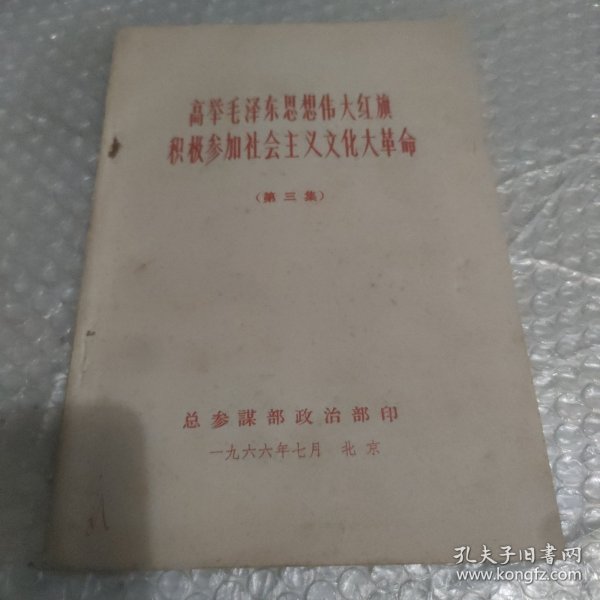 高举毛泽东思想伟大红旗
积极参加社会主义文化大革命
（第三集）
总参謀部政治部印
一九六六年七月 北京
孔夫子旧书网
www.kongfz.com